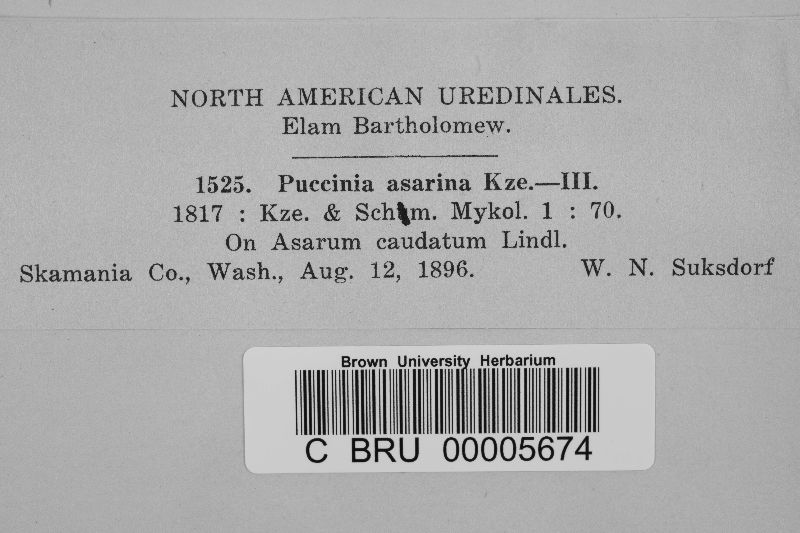 NORTH AMERICAN UREDINALES.
Elam Bartholomew.
1525. Puccinia asarina Kze.—III.
1817 : Kze. & Schm. Mykol. 1 : 70.
On Asarum caudatum Lindl.
Skamania Co., Wash., Aug. 12, 1896. W. N. Suksdorf
Brown University Herbarium
C BRU 00005674